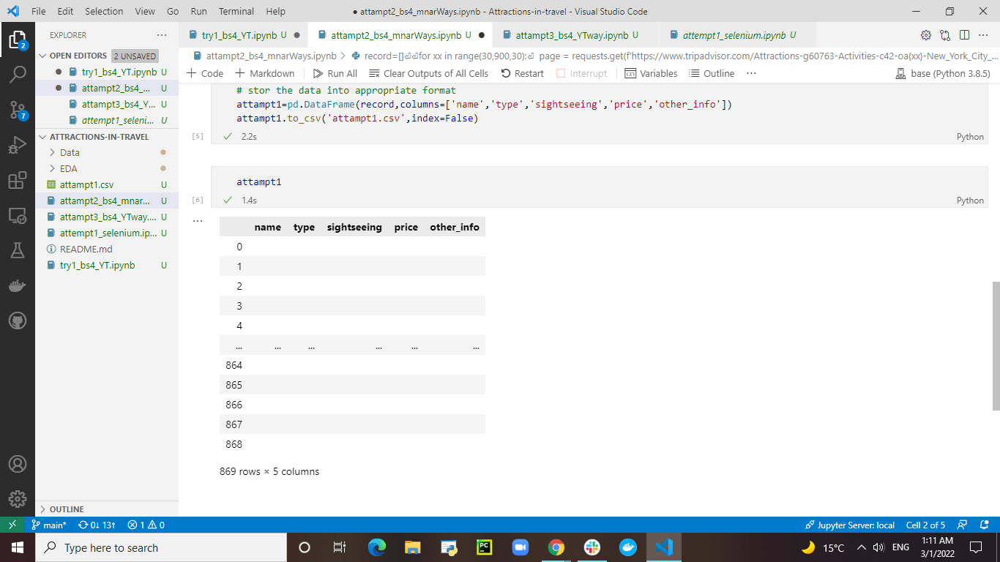 File Edit Selection View Go Run Terminal Help
● attampt2_bs4_mnarWays.ipynb - Attractions-in-travel - Visual Studio Code
EXPLORER ...
try1_bs4_YT.ipynb U ●
attampt2_bs4_mnarWays.ipynb U ●
attampt3_bs4_YTway.ipynb U
attempt1_selenium.ipynb U
OPEN EDITORS 2 UNSAVED
● try1_bs4_YT.ipynb U
● attampt2_bs4_... U
attampt3_bs4_Y... U
attempt1_seleni... U
ATTRACTIONS-IN-TRAVEL
Data
EDA
attampt1.csv U
attampt2_bs4_mnar... U
attampt3_bs4_YTway.... U
attempt1_selenium.ip... U
README.md
try1_bs4_YT.ipynb U
OUTLINE
2
7
attampt2_bs4_mnarWays.ipynb > record=[]⏎⏎for xx in range(30,900,30):⏎ page = requests.get(f'https://www.tripadvisor.com/Attractions-g60763-Activities-c42-oa{xx}-New_York_City_...
+ Code + Markdown Run All Clear Outputs of All Cells Restart Interrupt Variables Outline ... base (Python 3.8.5)
# stor the data into appropriate format
attampt1=pd.DataFrame(record,columns=['name','type','sightseeing','price','other_info'])
attampt1.to_csv('attampt1.csv',index=False)
[5] ✓ 2.2s Python
attampt1
[6] ✓ 1.4s Python
...
name type sightseeing price other_info
0
1
2
3
4
... ... ... ... ... ...
864
865
866
867
868
869 rows × 5 columns
main* 0↓ 13↑ 1 0 Jupyter Server: local Cell 2 of 5
Type here to search
PC
15°C ENG 1:11 AM
3/1/2022